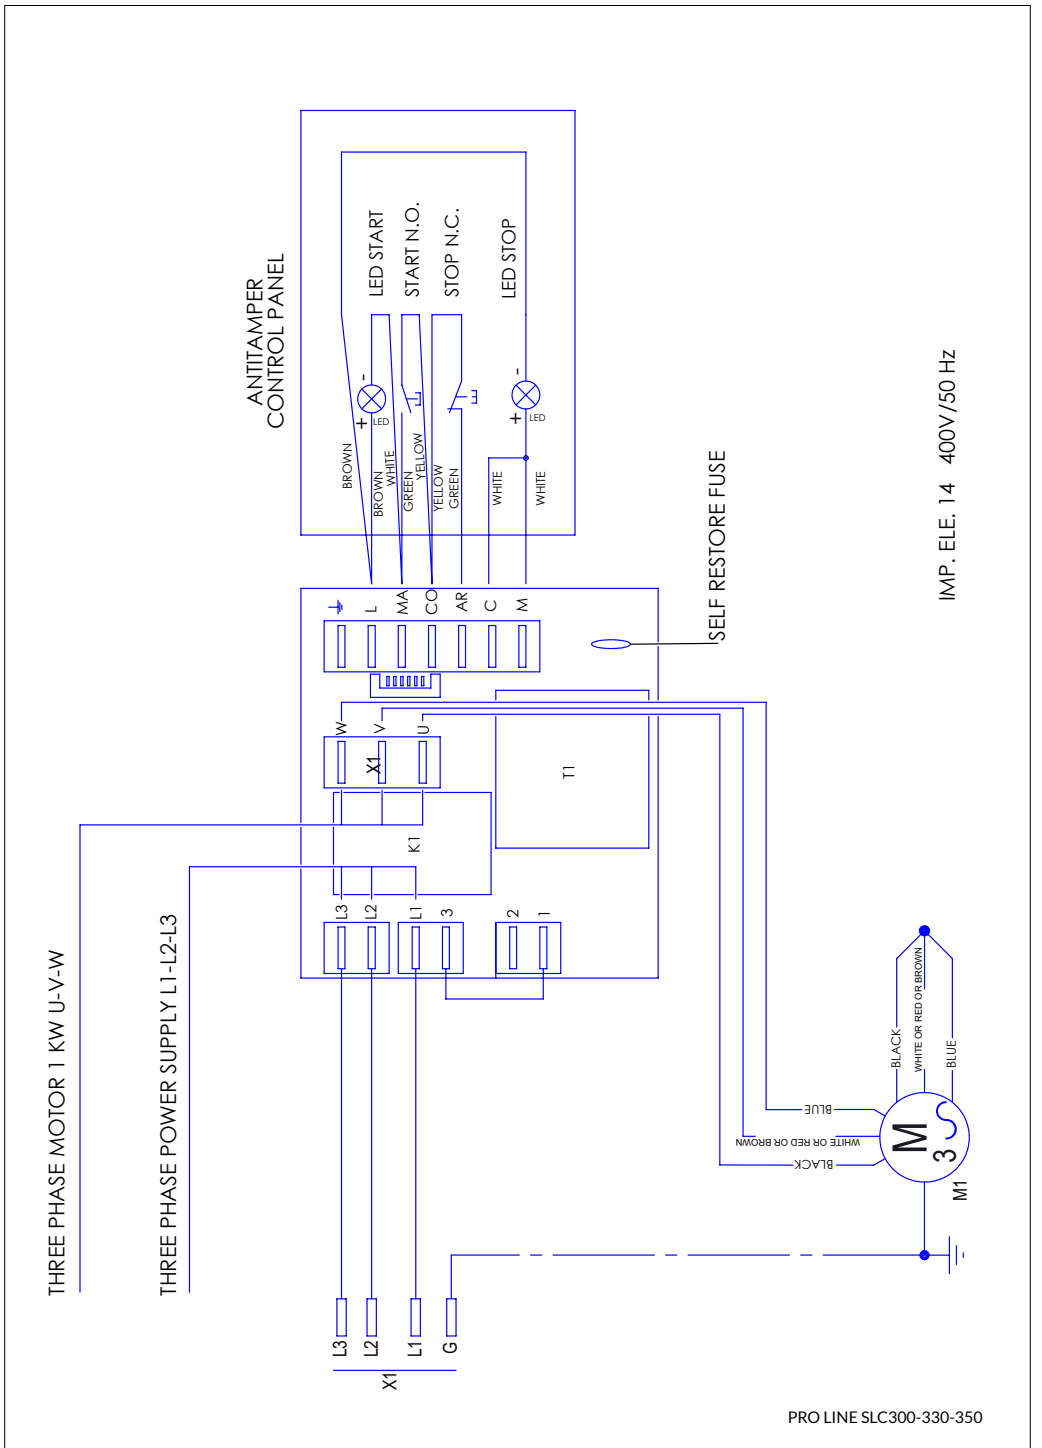 ANTITAMPER
CONTROL PANEL
LED START
START N.O.
STOP N.C.
LED STOP
+
-
LED
+
-
LED
BROWN
BROWN
WHITE
GREEN
YELLOW
YELLOW
GREEN
WHITE
WHITE
L
MA
CO
AR
C
M
SELF RESTORE FUSE
IMP. ELE. 14 400V/50 Hz
W
V
U
X1
T1
K1
L3
L2
L1
3
2
1
THREE PHASE MOTOR 1 KW U-V-W
THREE PHASE POWER SUPPLY L1-L2-L3
BLACK
WHITE OR RED OR BROWN
BLUE
BLUE
WHITE OR RED OR BROWN
BLACK
M
3
M1
L3
L2
L1
G
X1
PRO LINE SLC300-330-350